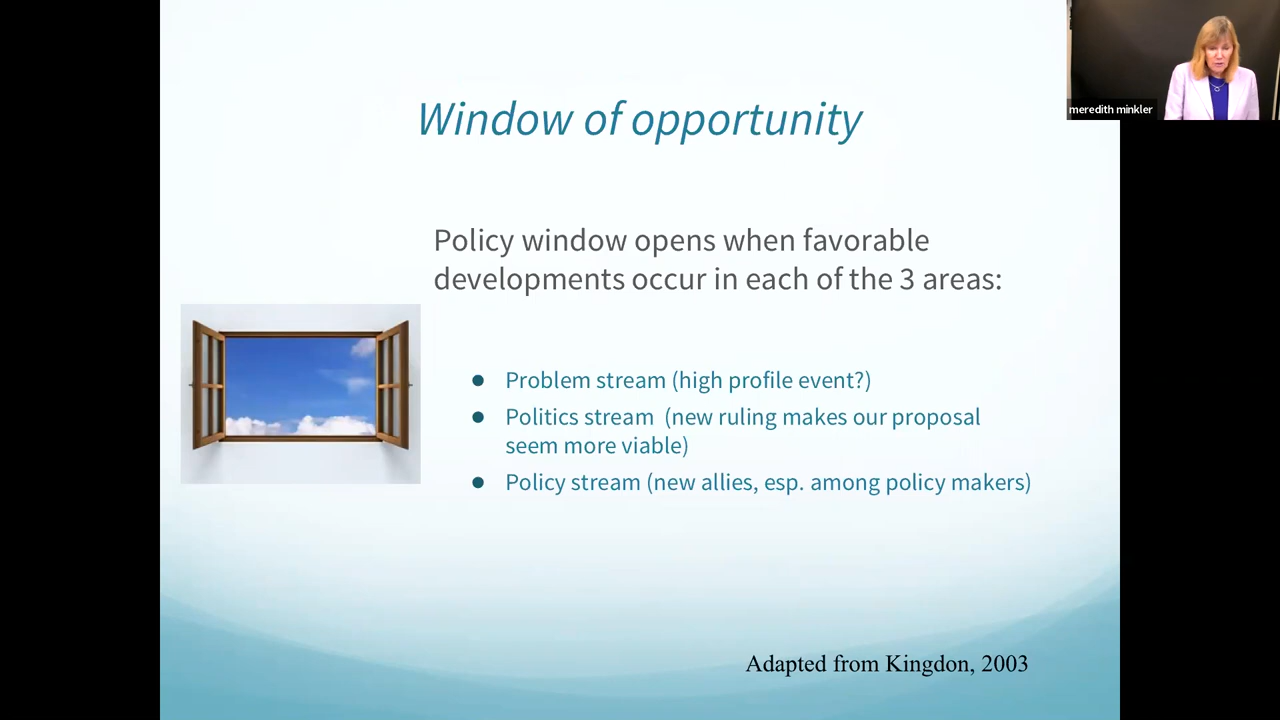 Window of opportunity
meredith minkler
Policy window opens when favorable
developments occur in each of the 3 areas:
● Problem stream (high profile event?)
● Politics stream  (new ruling makes our proposal
seem more viable)
● Policy stream (new allies, esp. among policy makers)
Adapted from Kingdon, 2003